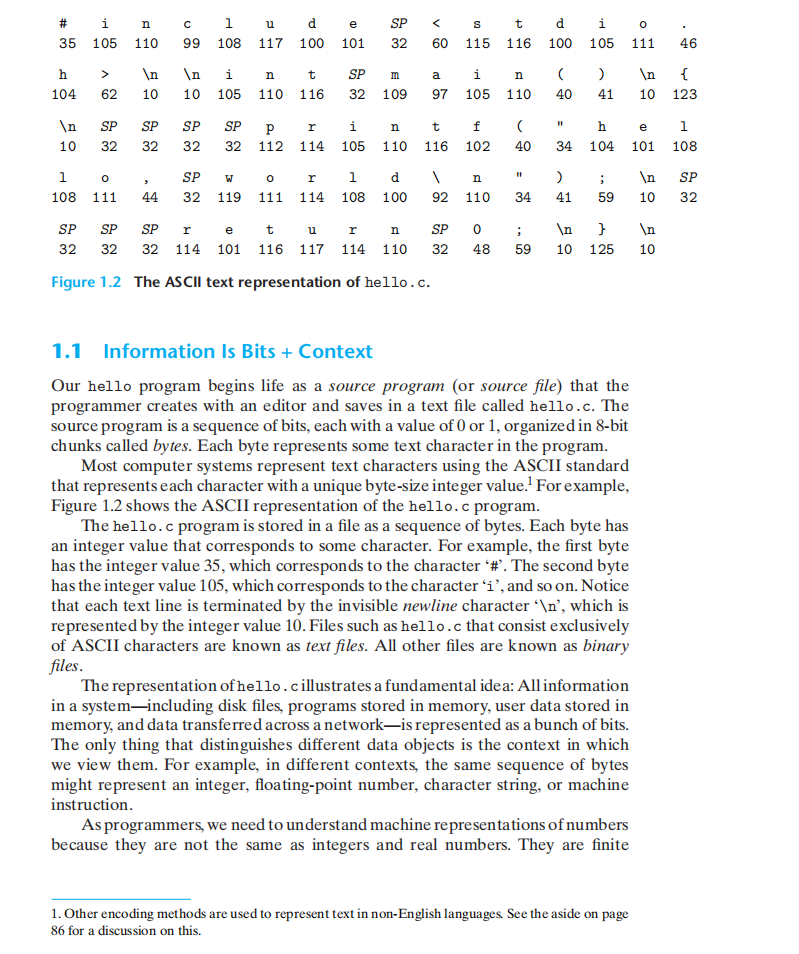 # i n c l u d e SP < s t d i o .
35 105 110 99 108 117 100 101 32 60 115 116 100 105 111 46
h > \n \n i n t SP m a i n ( ) \n {
104 62 10 10 105 110 116 32 109 97 105 110 40 41 10 123
\n SP SP SP SP p r i n t f ( " h e l
10 32 32 32 32 112 114 105 110 116 102 40 34 104 101 108
l o , SP w o r l d \ n " ) ; \n SP
108 111 44 32 119 111 114 108 100 92 110 34 41 59 10 32
SP SP SP r e t u r n SP 0 ; \n } \n
32 32 32 114 101 116 117 114 110 32 48 59 10 125 10
Figure 1.2 The ASCII text representation of hello.c.
1.1 Information Is Bits + Context
Our hello program begins life as a source program (or source file) that the
programmer creates with an editor and saves in a text file called hello.c. The
source program is a sequence of bits, each with a value of 0 or 1, organized in 8-bit
chunks called bytes. Each byte represents some text character in the program.
Most computer systems represent text characters using the ASCII standard
that represents each character with a unique byte-size integer value.1 For example,
Figure 1.2 shows the ASCII representation of the hello.c program.
The hello.c program is stored in a file as a sequence of bytes. Each byte has
an integer value that corresponds to some character. For example, the first byte
has the integer value 35, which corresponds to the character ‘#’. The second byte
has the integer value 105, which corresponds to the character ‘i’, and so on. Notice
that each text line is terminated by the invisible newline character ‘\n’, which is
represented by the integer value 10. Files such as hello.c that consist exclusively
of ASCII characters are known as text files. All other files are known as binary
files.
The representation of hello.c illustrates a fundamental idea: All information
in a system—including disk files, programs stored in memory, user data stored in
memory, and data transferred across a network—is represented as a bunch of bits.
The only thing that distinguishes different data objects is the context in which
we view them. For example, in different contexts, the same sequence of bytes
might represent an integer, floating-point number, character string, or machine
instruction.
As programmers, we need to understand machine representations of numbers
because they are not the same as integers and real numbers. They are finite
1. Other encoding methods are used to represent text in non-English languages. See the aside on page
86 for a discussion on this.